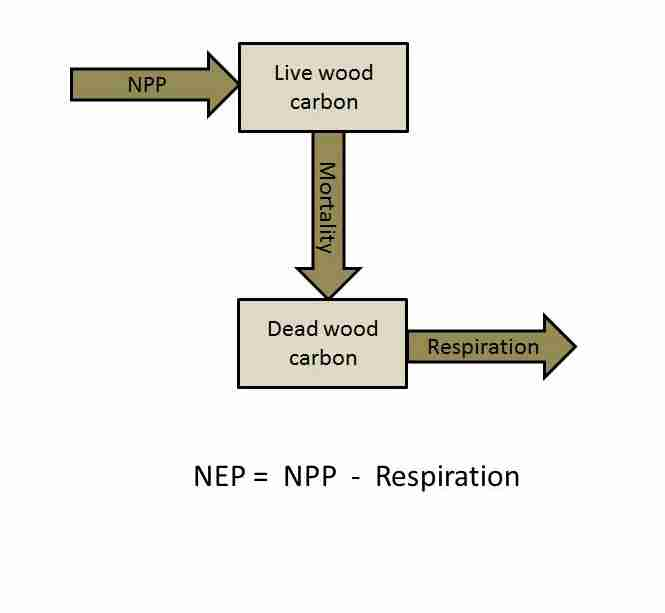 NPP
Live wood
carbon
Mortality
Dead wood
carbon
Respiration
NEP = NPP - Respiration